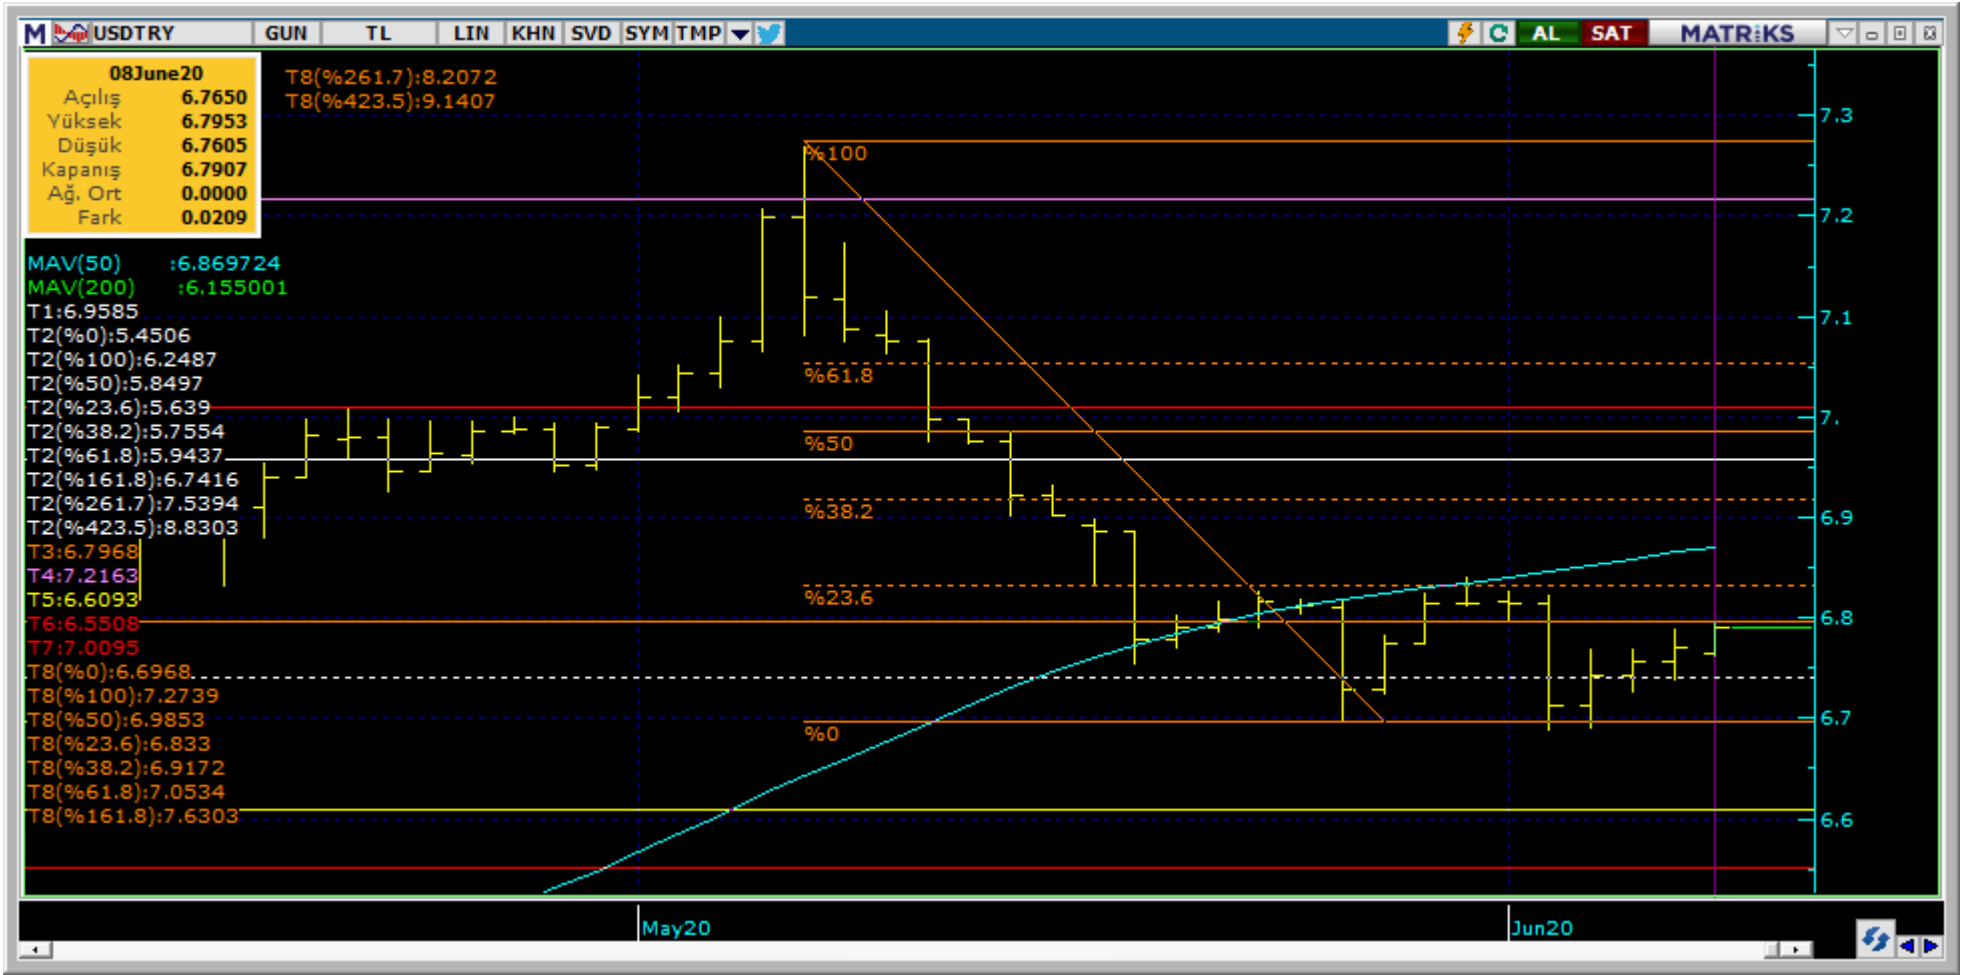 M USDTRY GUN TL LIN KHN SVD SYM TMP AL SAT MATRiKS
08June20
Açılış 6.7650
Yüksek 6.7953
Düşük 6.7605
Kapanış 6.7907
Ağ. Ort 0.0000
Fark 0.0209
T8(%261.7):8.2072
T8(%423.5):9.1407
MAV(50) :6.869724
MAV(200) :6.155001
T1:6.9585
T2(%0):5.4506
T2(%100):6.2487
T2(%50):5.8497
T2(%23.6):5.639
T2(%38.2):5.7554
T2(%61.8):5.9437
T2(%161.8):6.7416
T2(%261.7):7.5394
T2(%423.5):8.8303
T3:6.7968
T4:7.2163
T5:6.6093
T6:6.5508
T7:7.0095
T8(%0):6.6968
T8(%100):7.2739
T8(%50):6.9853
T8(%23.6):6.833
T8(%38.2):6.9172
T8(%61.8):7.0534
T8(%161.8):7.6303
%100
%61.8
%50
%38.2
%23.6
%0
7.3
7.2
7.1
7.
6.9
6.8
6.7
6.6
May20
Jun20